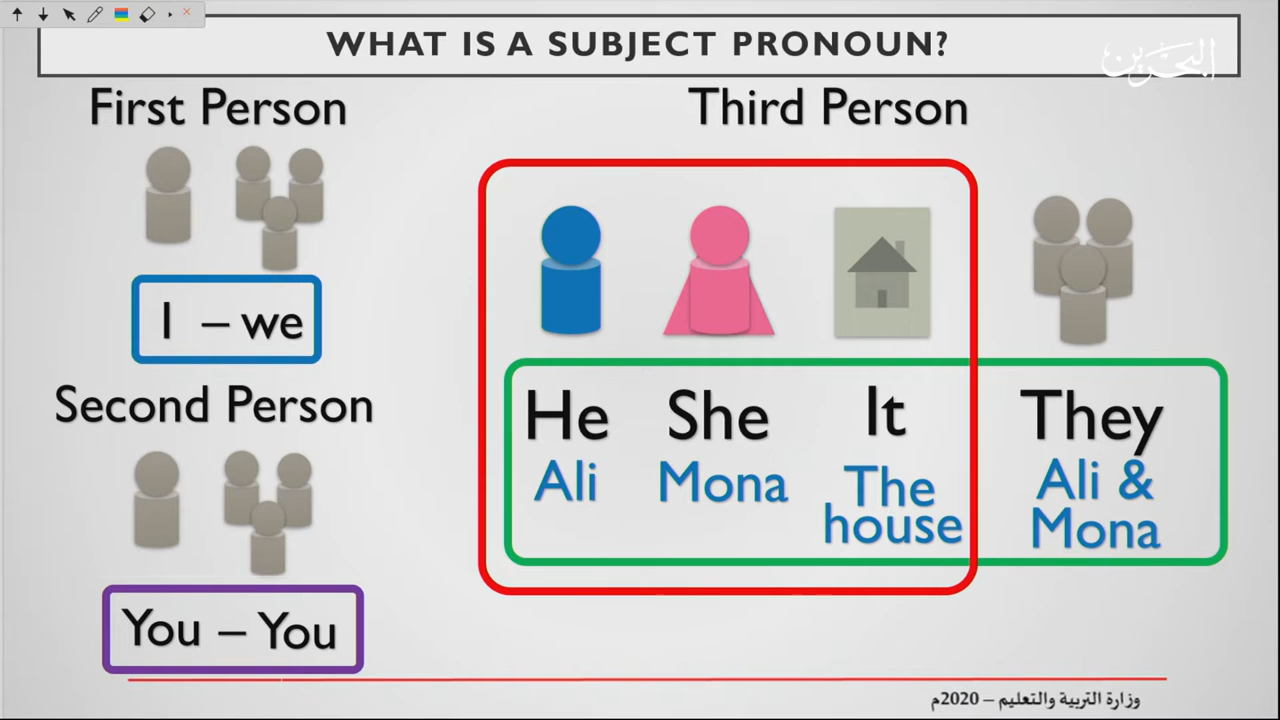 WHAT IS A SUBJECT PRONOUN?
البحرين
First Person
Third Person
I – we
Second Person
He She It They
Ali Mona The house Ali & Mona
You – You
وزارة التربية والتعليم – 2020م